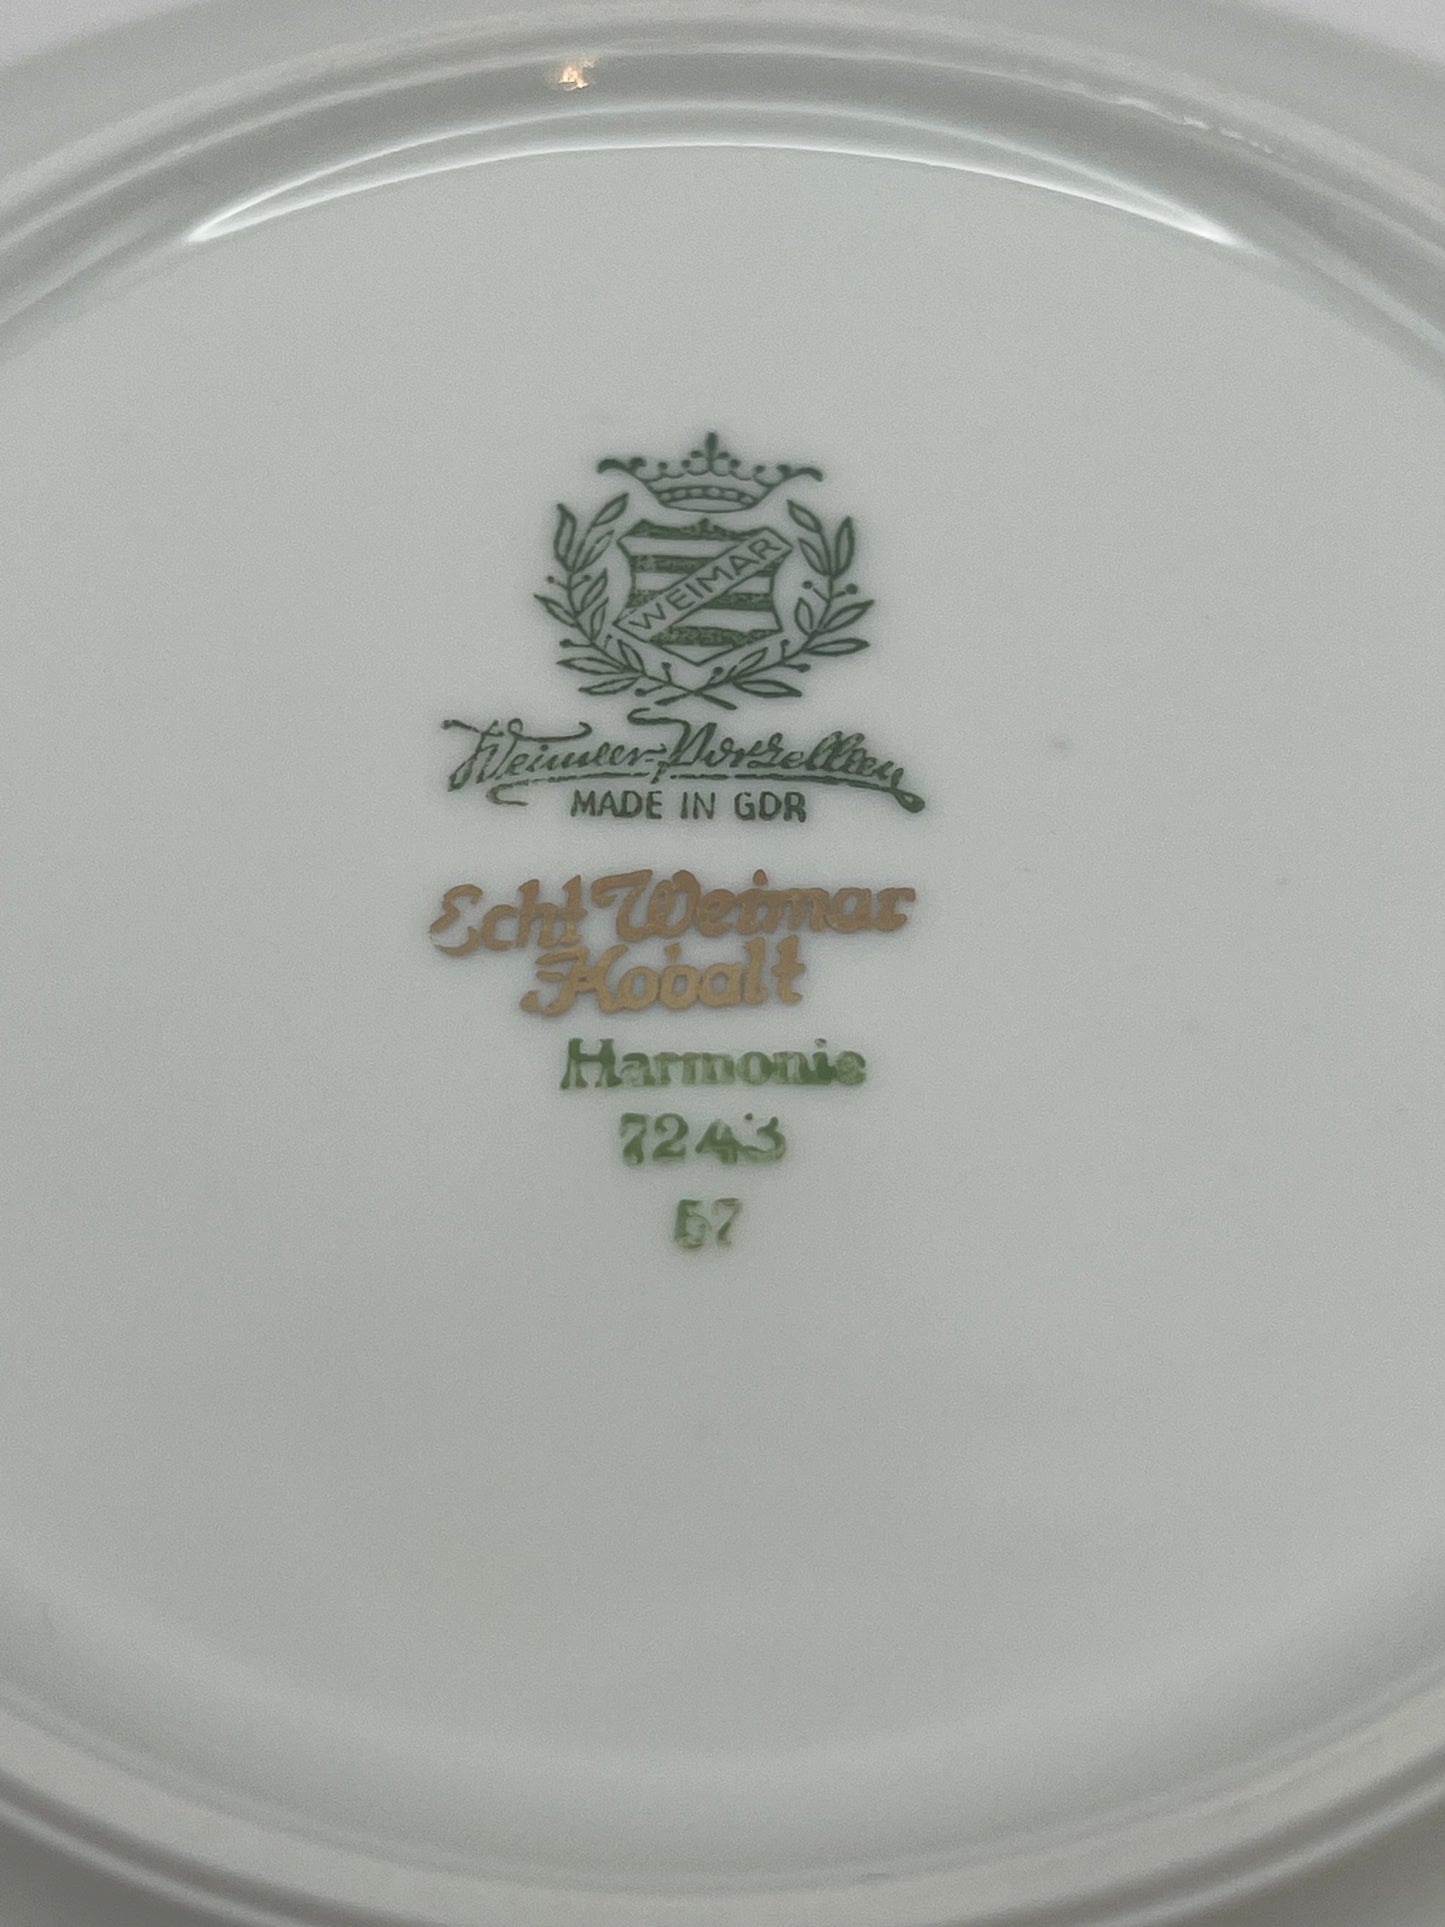 WEIMAR
Weimar-Porzellan
MADE IN GDR
Echt Weimar
Kobalt
Harmonie
7243
57